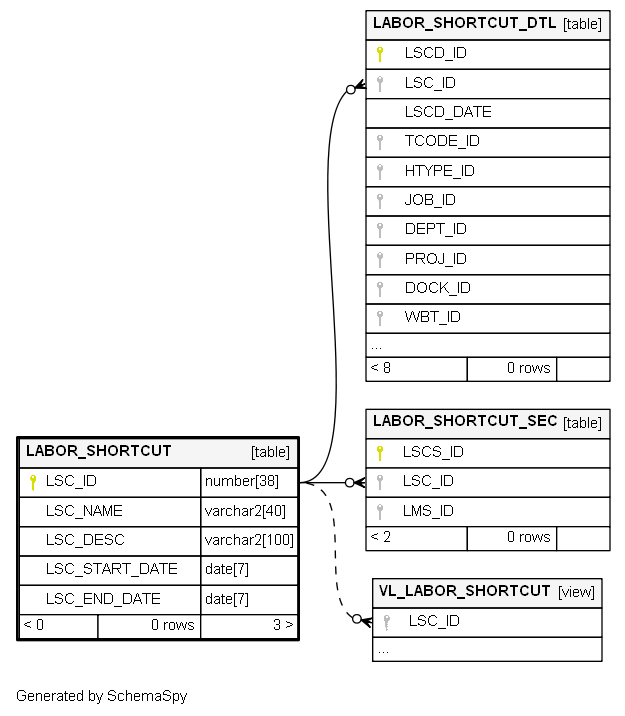 LABOR_SHORTCUT_DTL [table]
LSCD_ID
LSC_ID
LSCD_DATE
TCODE_ID
HTYPE_ID
JOB_ID
DEPT_ID
PROJ_ID
DOCK_ID
WBT_ID
...
< 8 0 rows
LABOR_SHORTCUT_SEC [table]
LSCS_ID
LSC_ID
LMS_ID
< 2 0 rows
LABOR_SHORTCUT [table]
LSC_ID number[38]
LSC_NAME varchar2[40]
LSC_DESC varchar2[100]
LSC_START_DATE date[7]
LSC_END_DATE date[7]
< 0 0 rows 3 >
VL_LABOR_SHORTCUT [view]
LSC_ID
...
Generated by SchemaSpy